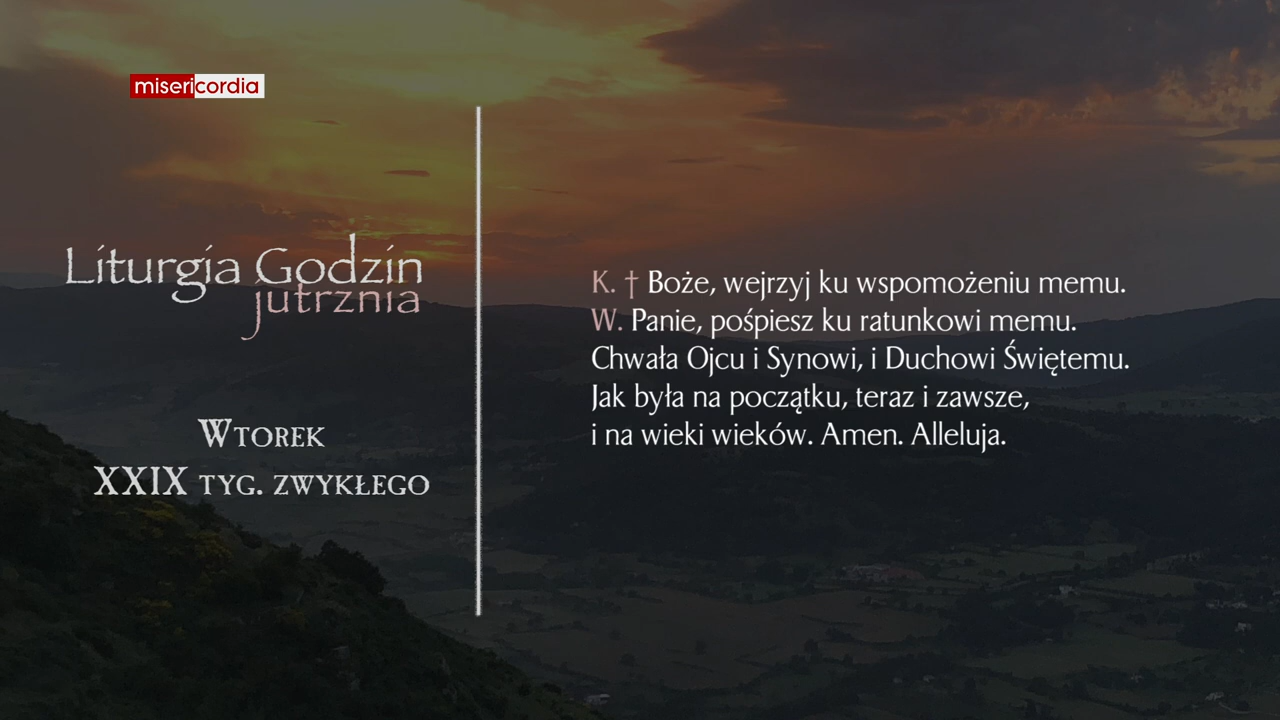 misericordia
Liturgia Godzin
jutrznia
Wtorek
XXIX tyg. zwykłego
K. † Boże, wejrzyj ku wspomożeniu memu.
W. Panie, pośpiesz ku ratunkowi memu.
Chwała Ojcu i Synowi, i Duchowi Świętemu.
Jak była na początku, teraz i zawsze,
i na wieki wieków. Amen. Alleluja.